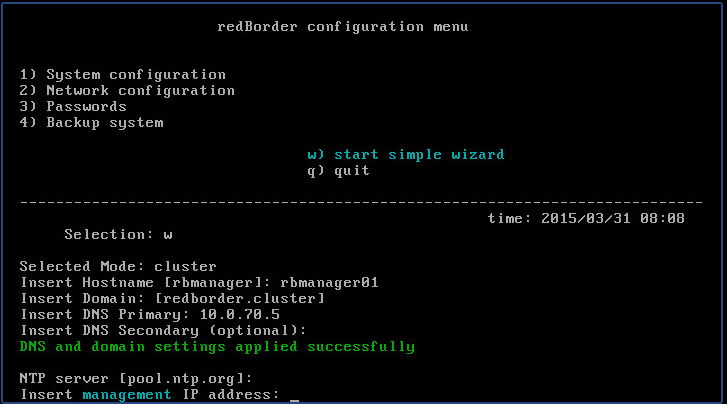 redBorder configuration menu
1) System configuration
2) Network configuration
3) Passwords
4) Backup system
w) start simple wizard
q) quit
----------------------------------------------------------------------------
time: 2015/03/31 08:08
Selection: w
Selected Mode: cluster
Insert Hostname [rbmanager]: rbmanager01
Insert Domain: [redborder.cluster]
Insert DNS Primary: 10.0.70.5
Insert DNS Secondary (optional):
DNS and domain settings applied successfully
NTP server [pool.ntp.org]:
Insert management IP address: _